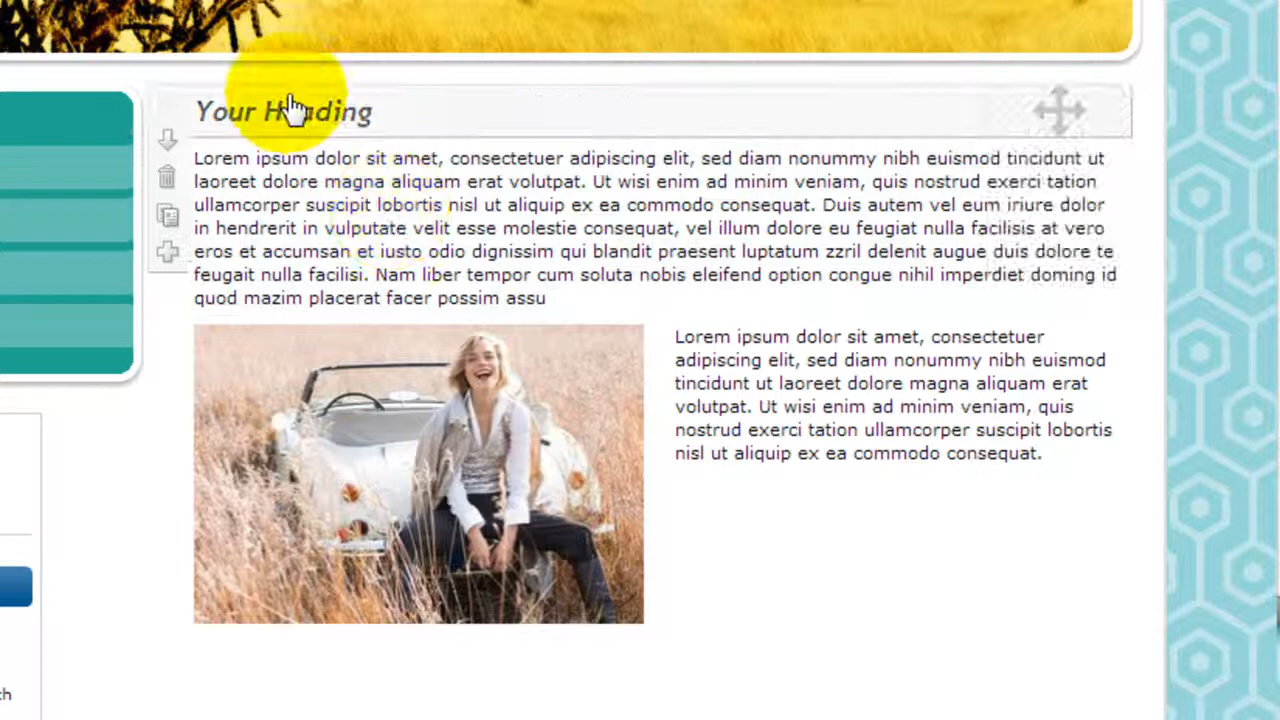 Your Heading
Lorem ipsum dolor sit amet, consectetuer adipiscing elit, sed diam nonummy nibh euismod tincidunt ut
laoreet dolore magna aliquam erat volutpat. Ut wisi enim ad minim veniam, quis nostrud exerci tation
ullamcorper suscipit lobortis nisl ut aliquip ex ea commodo consequat. Duis autem vel eum iriure dolor
in hendrerit in vulputate velit esse molestie consequat, vel illum dolore eu feugiat nulla facilisis at vero
eros et accumsan et iusto odio dignissim qui blandit praesent luptatum zzril delenit augue duis dolore te
feugait nulla facilisi. Nam liber tempor cum soluta nobis eleifend option congue nihil imperdiet doming id
quod mazim placerat facer possim assu
Lorem ipsum dolor sit amet, consectetuer
adipiscing elit, sed diam nonummy nibh euismod
tincidunt ut laoreet dolore magna aliquam erat
volutpat. Ut wisi enim ad minim veniam, quis
nostrud exerci tation ullamcorper suscipit lobortis
nisl ut aliquip ex ea commodo consequat.